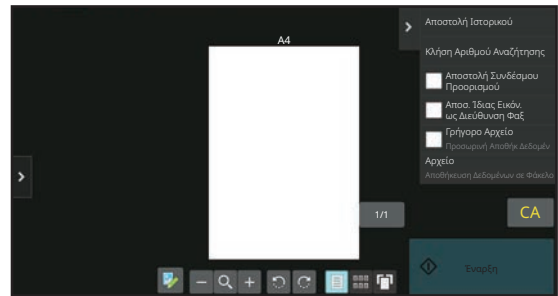 A4
Αποστολή Ιστορικού
Κλήση Αριθμού Αναζήτησης
Αποστολή Συνδέσμου
Προορισμού
Αποσ. Ίδιας Εικόν.
ως Διεύθυνση Φαξ
Γρήγορο Αρχείο
Προσωρινή Αποθήκ Δεδομέν
Αρχείο
Αποθήκευση Δεδομένων σε Φάκελο
1/1
CA
Έναρξη